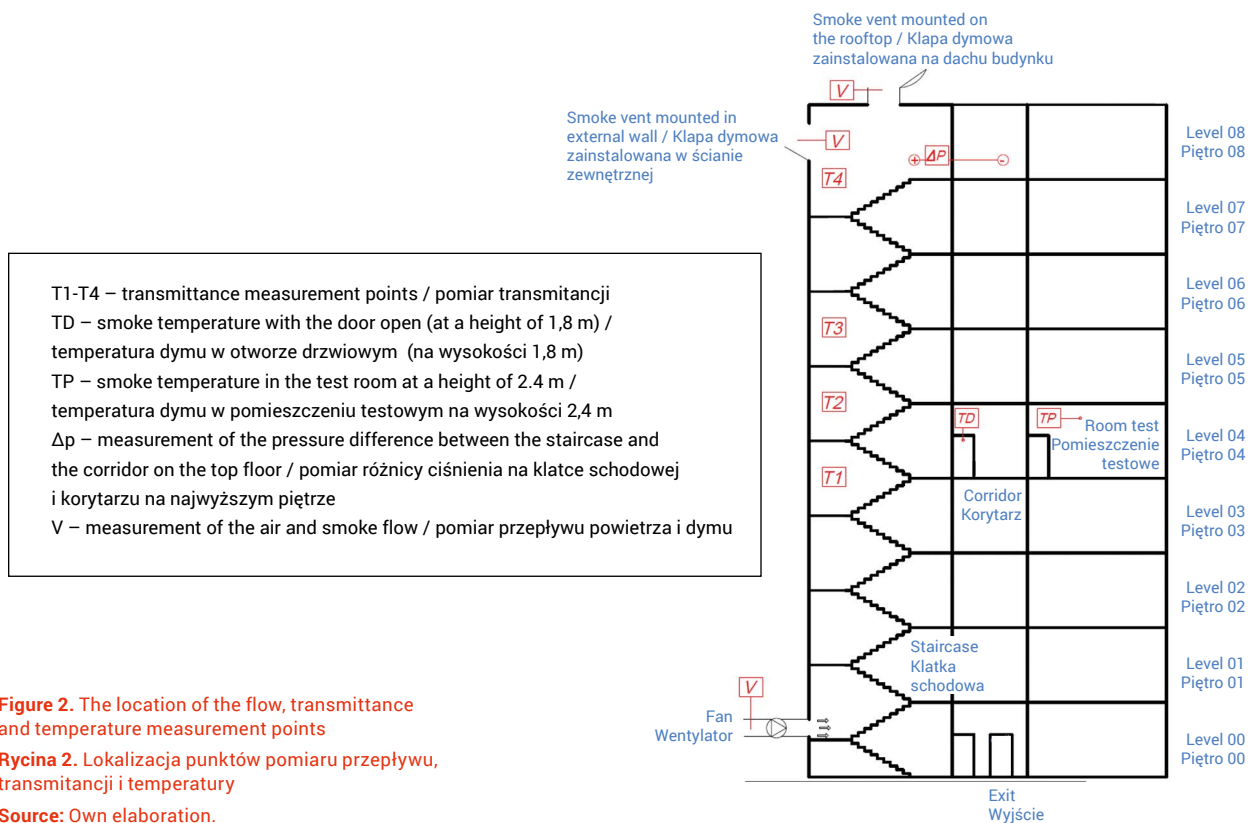 Smoke vent mounted on
the rooftop / Klapa dymowa
zainstalowana na dachu budynku
V
Smoke vent mounted in
external wall / Klapa dymowa
zainstalowana w ścianie
zewnętrznej
V
ΔP
+
-
T4
Level 08
Piętro 08
Level 07
Piętro 07
Level 06
Piętro 06
T3
Level 05
Piętro 05
T2
TD
TP
Room test
Pomieszczenie
testowe
Level 04
Piętro 04
T1
Corridor
Korytarz
Level 03
Piętro 03
Level 02
Piętro 02
Staircase
Klatka
schodowa
Level 01
Piętro 01
V
Fan
Wentylator
Level 00
Piętro 00
Exit
Wyjście
T1-T4 – transmittance measurement points / pomiar transmitancji
TD – smoke temperature with the door open (at a height of 1,8 m) /
temperatura dymu w otworze drzwiowym (na wysokości 1,8 m)
TP – smoke temperature in the test room at a height of 2.4 m /
temperatura dymu w pomieszczeniu testowym na wysokości 2,4 m
Δp – measurement of the pressure difference between the staircase and
the corridor on the top floor / pomiar różnicy ciśnienia na klatce schodowej
i korytarzu na najwyższym piętrze
V – measurement of the air and smoke flow / pomiar przepływu powietrza i dymu
Figure 2. The location of the flow, transmittance
and temperature measurement points
Rycina 2. Lokalizacja punktów pomiaru przepływu,
transmitancji i temperatury
Source: Own elaboration.